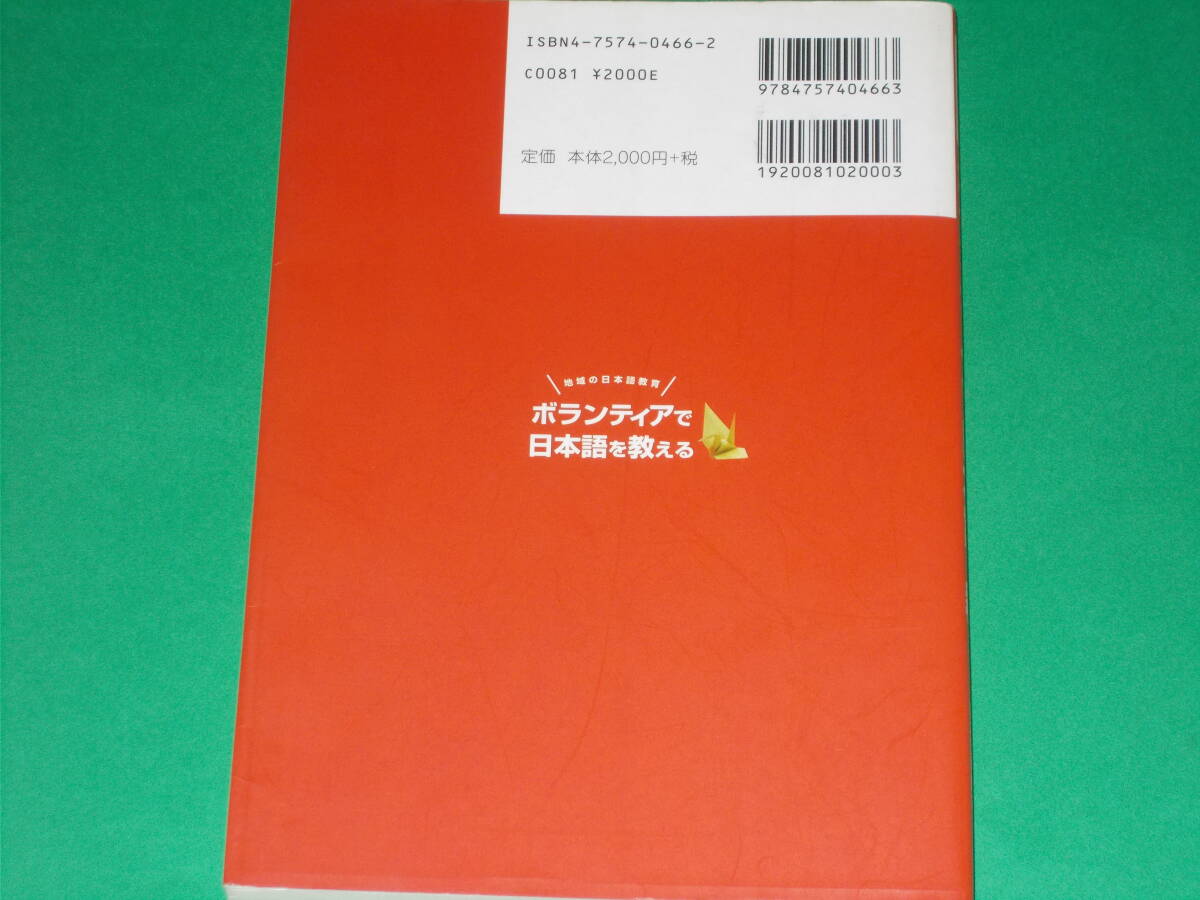 ISBN4-7574-0466-2
C0081 ¥2000E
定価 本体2,000円+税
9784757404663
1920081020003
地域の日本語教育
ボランティアで
日本語を教える